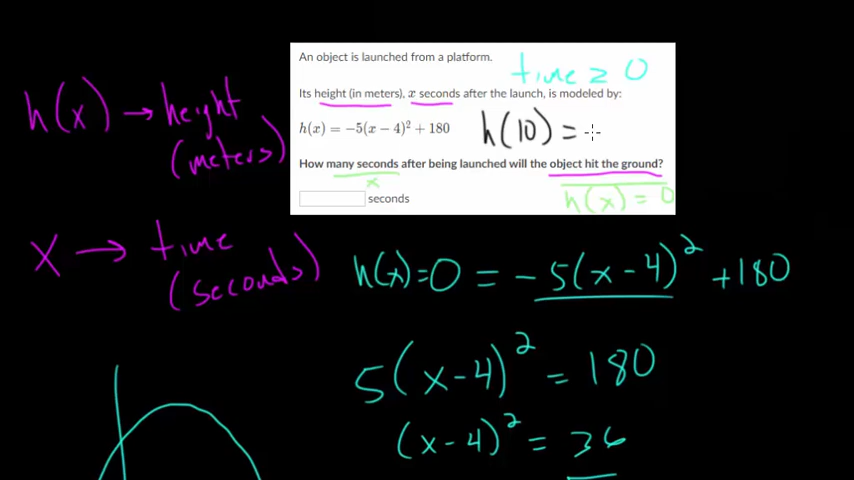 An object is launched from a platform.
time ≥ 0
Its height (in meters), x seconds after the launch, is modeled by:
h(x) = −5(x − 4)² + 180
h(10) = -
How many seconds after being launched will the object hit the ground?
x
h(x) = 0
seconds
h(x) → height
(meters)
x → time
(seconds)
h(x)=0 = -5(x-4)² +180
5(x-4)² = 180
(x-4)² = 36